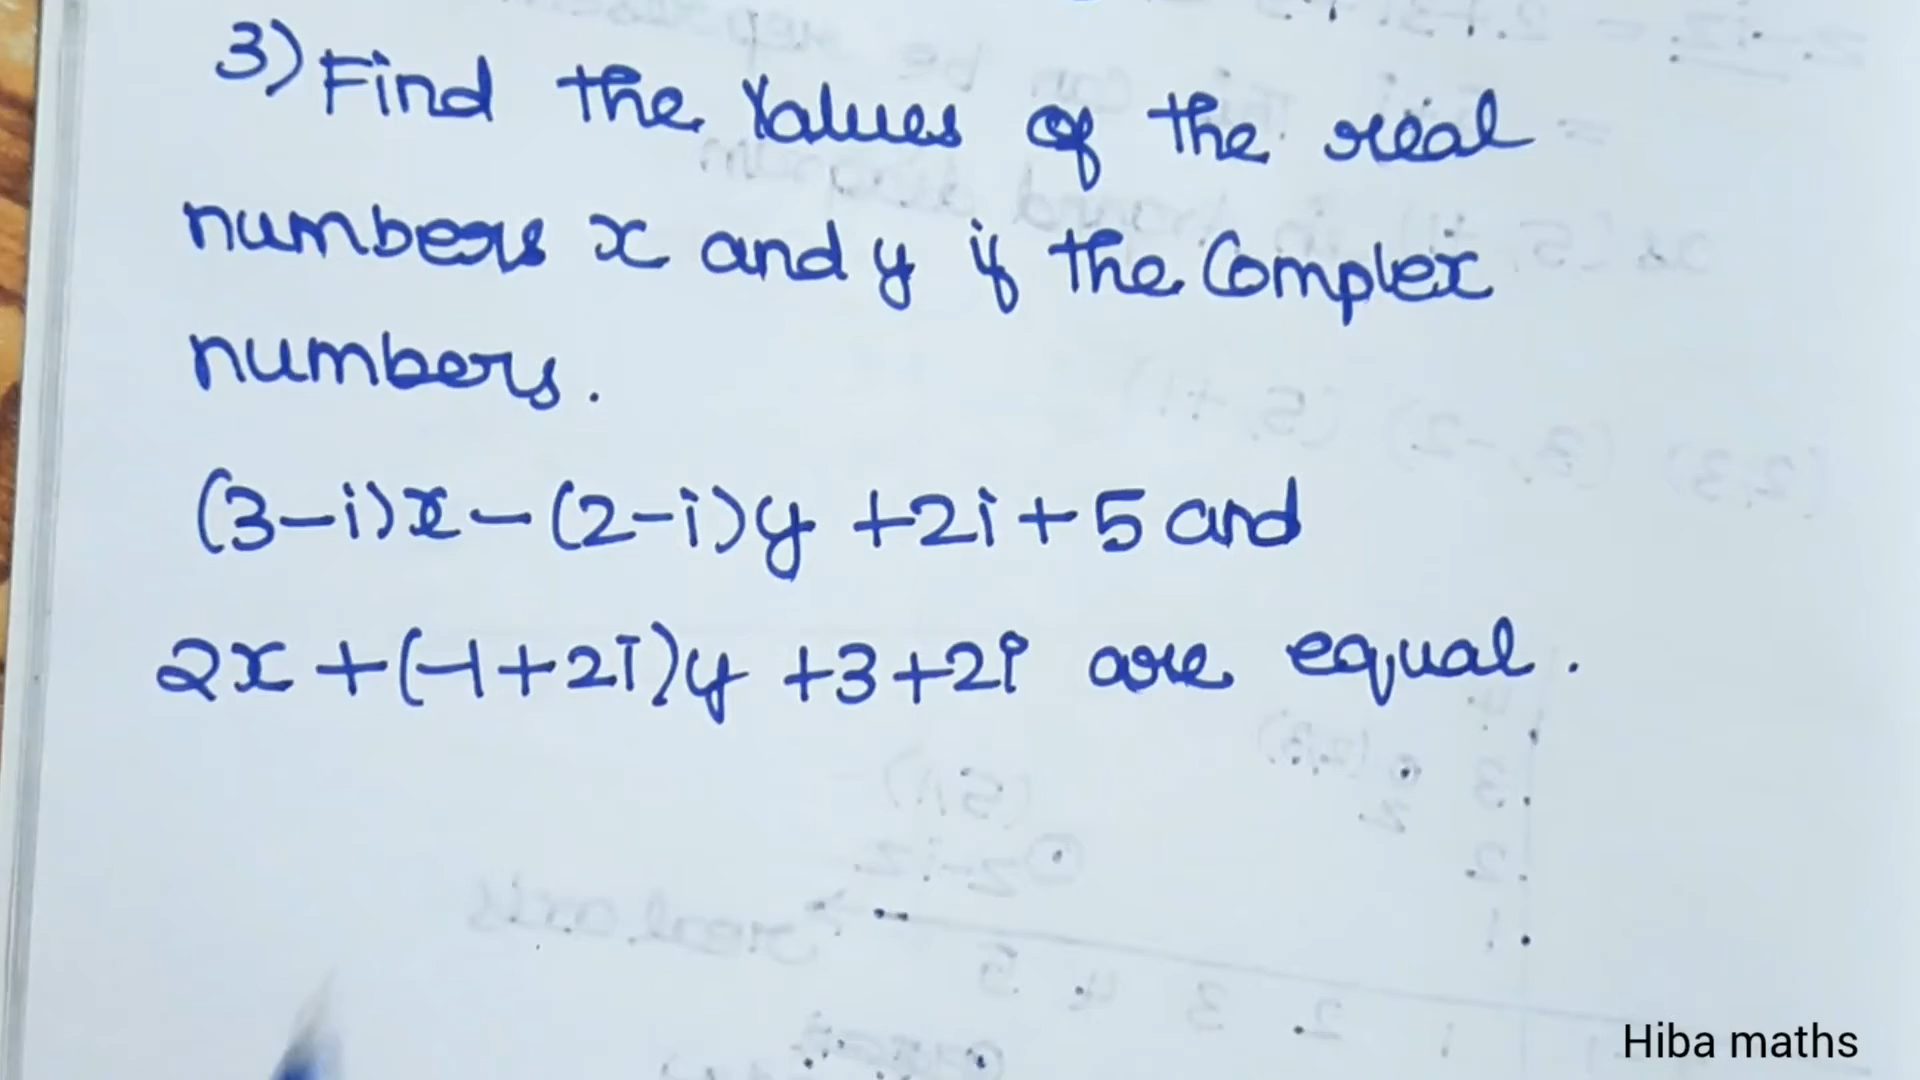 3) Find the Values of the real
numbers x and y if the Complex
numbers.
(3-i)x-(2-i)y +2i+5 and
2x+(-1+2i)y +3+2i are equal.
Hiba maths